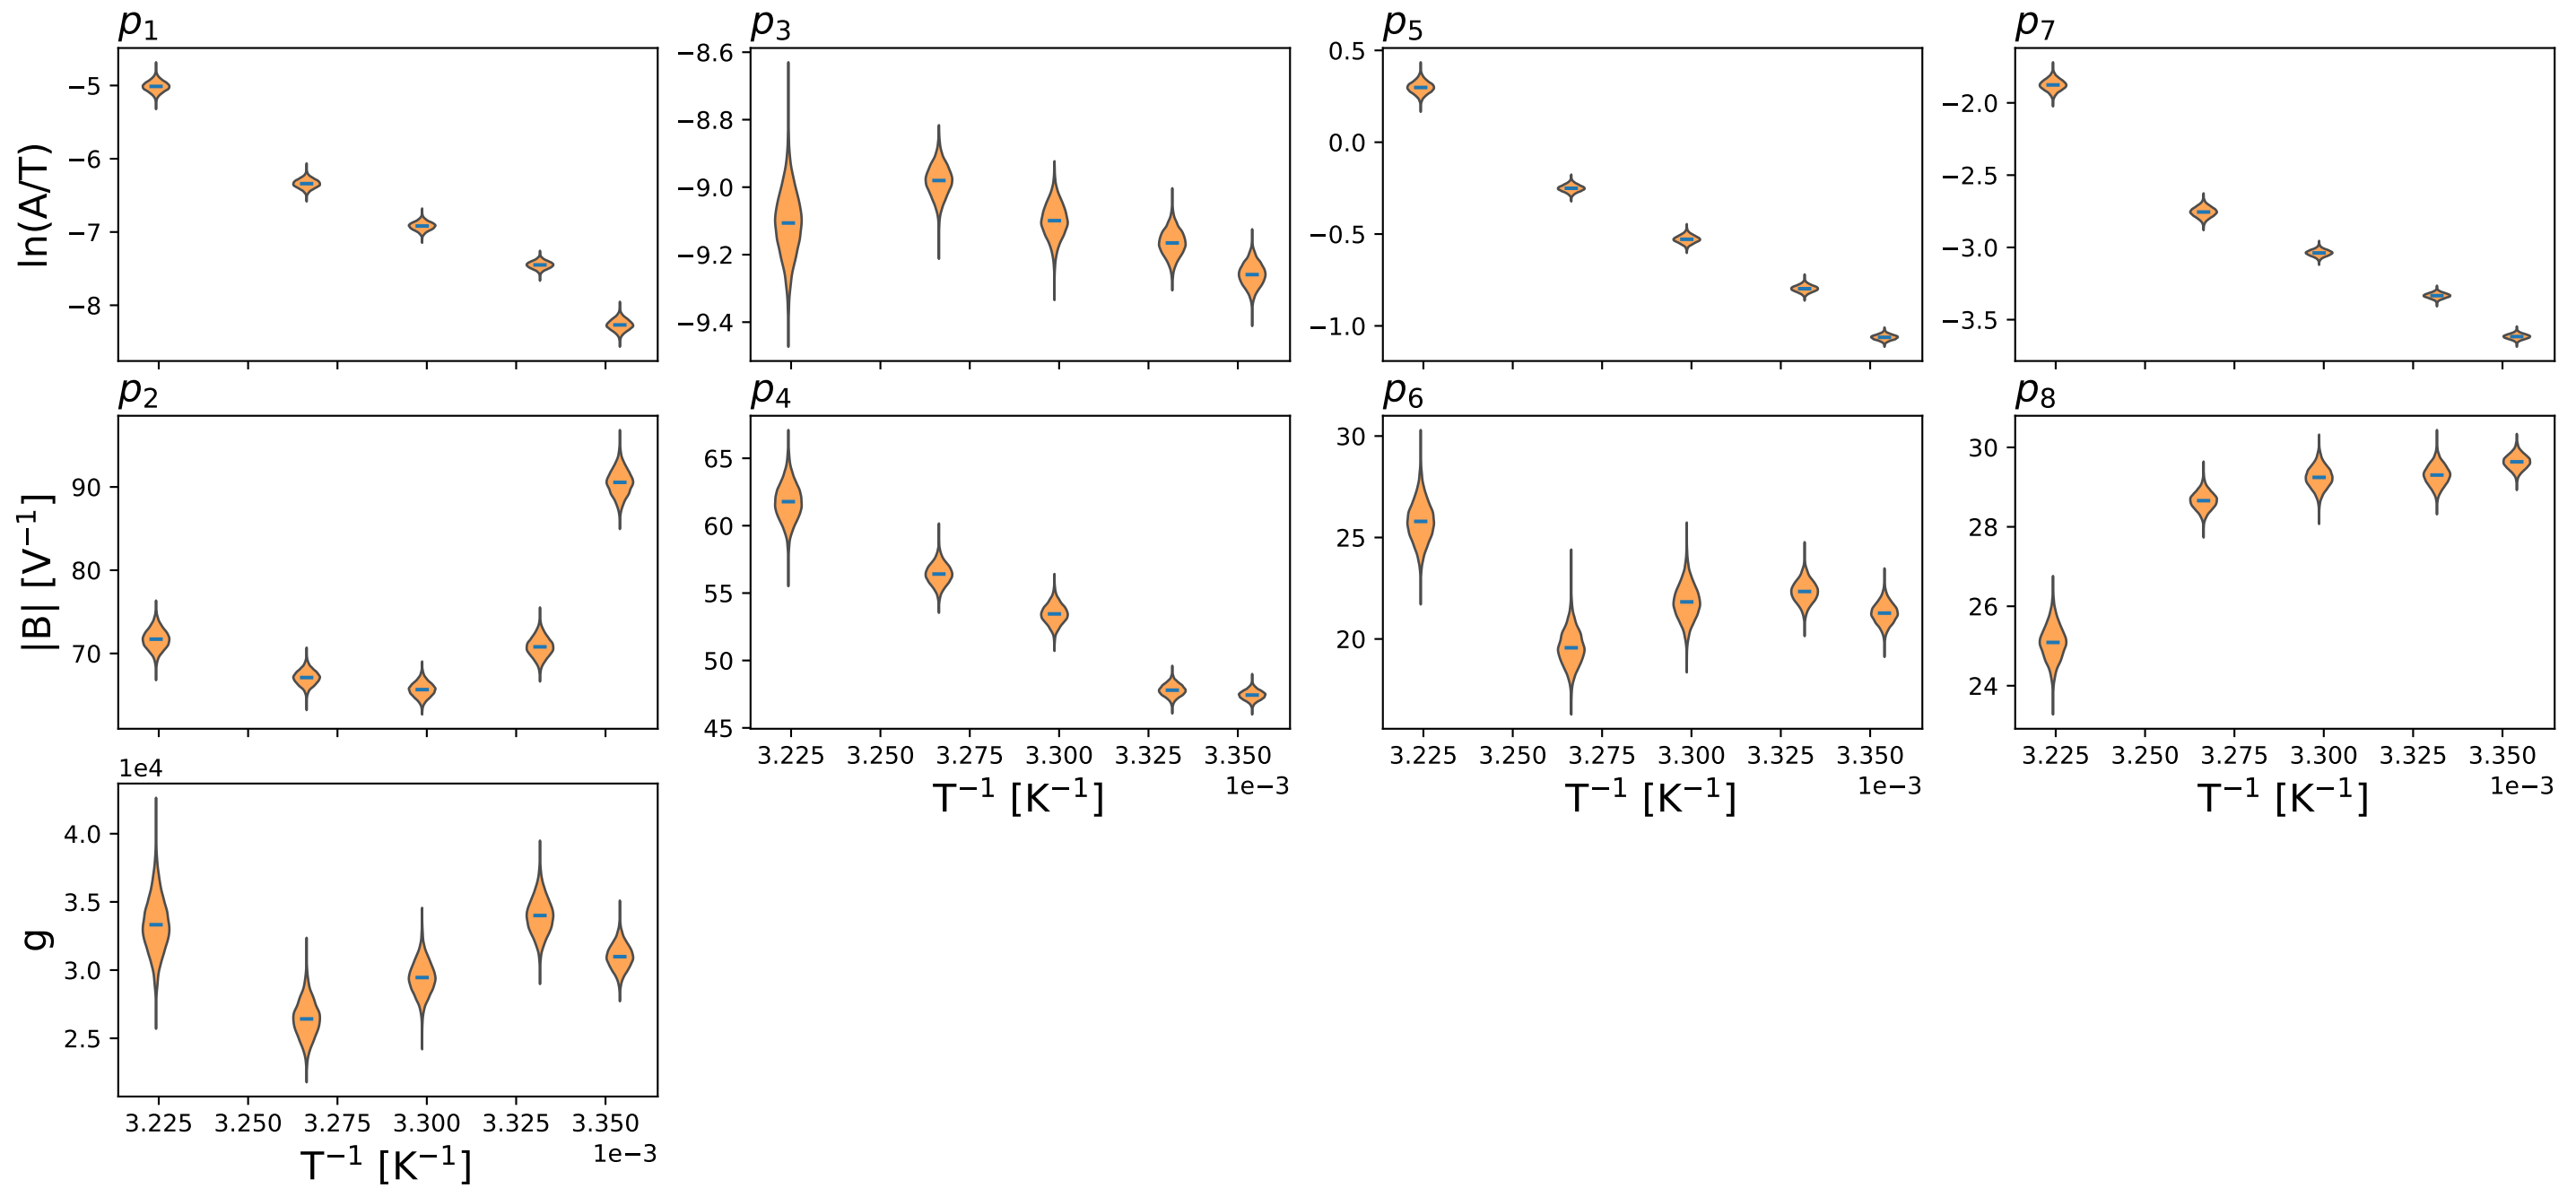 p₁
ln(A/T)
−5
−6
−7
−8
p₃
−8.6
−8.8
−9.0
−9.2
−9.4
p₅
0.5
0.0
−0.5
−1.0
p₇
−2.0
−2.5
−3.0
−3.5
p₂
|B| [V⁻¹]
90
80
70
p₄
65
60
55
50
45
3.225 3.250 3.275 3.300 3.325 3.350
1e−3
T⁻¹ [K⁻¹]
p₆
30
25
20
3.225 3.250 3.275 3.300 3.325 3.350
1e−3
T⁻¹ [K⁻¹]
p₈
30
28
26
24
3.225 3.250 3.275 3.300 3.325 3.350
1e−3
T⁻¹ [K⁻¹]
1e4
g
4.0
3.5
3.0
2.5
3.225 3.250 3.275 3.300 3.325 3.350
1e−3
T⁻¹ [K⁻¹]